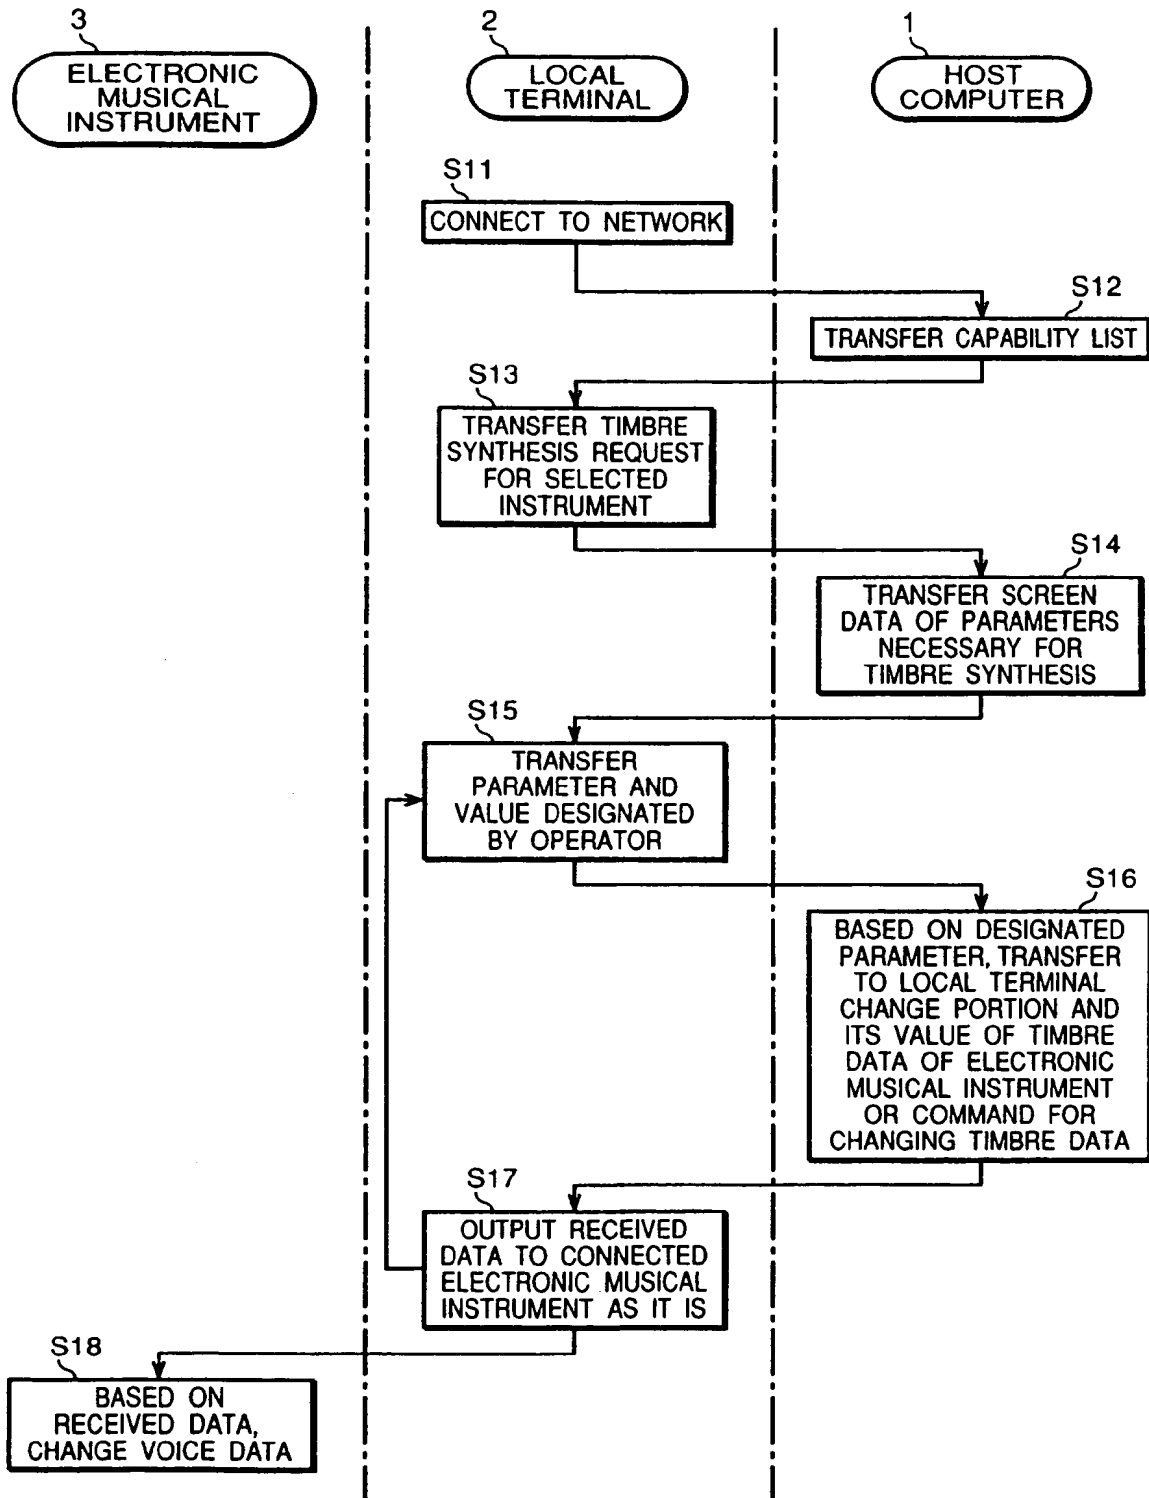 3
ELECTRONIC
MUSICAL
INSTRUMENT
2
LOCAL
TERMINAL
1
HOST
COMPUTER
S11
CONNECT TO NETWORK
S12
TRANSFER CAPABILITY LIST
S13
TRANSFER TIMBRE
SYNTHESIS REQUEST
FOR SELECTED
INSTRUMENT
S14
TRANSFER SCREEN
DATA OF PARAMETERS
NECESSARY FOR
TIMBRE SYNTHESIS
S15
TRANSFER
PARAMETER AND
VALUE DESIGNATED
BY OPERATOR
S16
BASED ON DESIGNATED
PARAMETER, TRANSFER
TO LOCAL TERMINAL
CHANGE PORTION AND
ITS VALUE OF TIMBRE
DATA OF ELECTRONIC
MUSICAL INSTRUMENT
OR COMMAND FOR
CHANGING TIMBRE DATA
S17
OUTPUT RECEIVED
DATA TO CONNECTED
ELECTRONIC MUSICAL
INSTRUMENT AS IT IS
S18
BASED ON
RECEIVED DATA,
CHANGE VOICE DATA